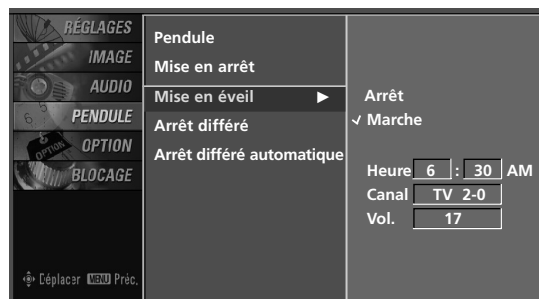 RÉGLAGES
IMAGE
AUDIO
PENDULE
OPTION
BLOCAGE
Déplacer MENU Préc.
Pendule
Mise en arrêt
Mise en éveil
Arrêt différé
Arrêt différé automatique
Arrêt
Marche
Heure 6 : 30 AM
Canal TV 2-0
Vol. 17